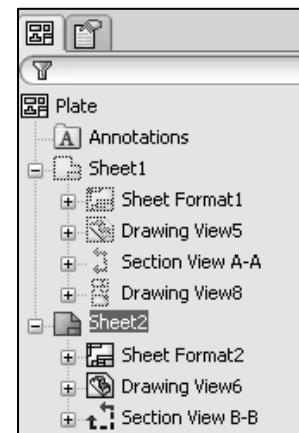 Plate
A Annotations
Sheet1
Sheet Format1
Drawing View5
Section View A-A
Drawing View8
Sheet2
Sheet Format2
Drawing View6
Section View B-B